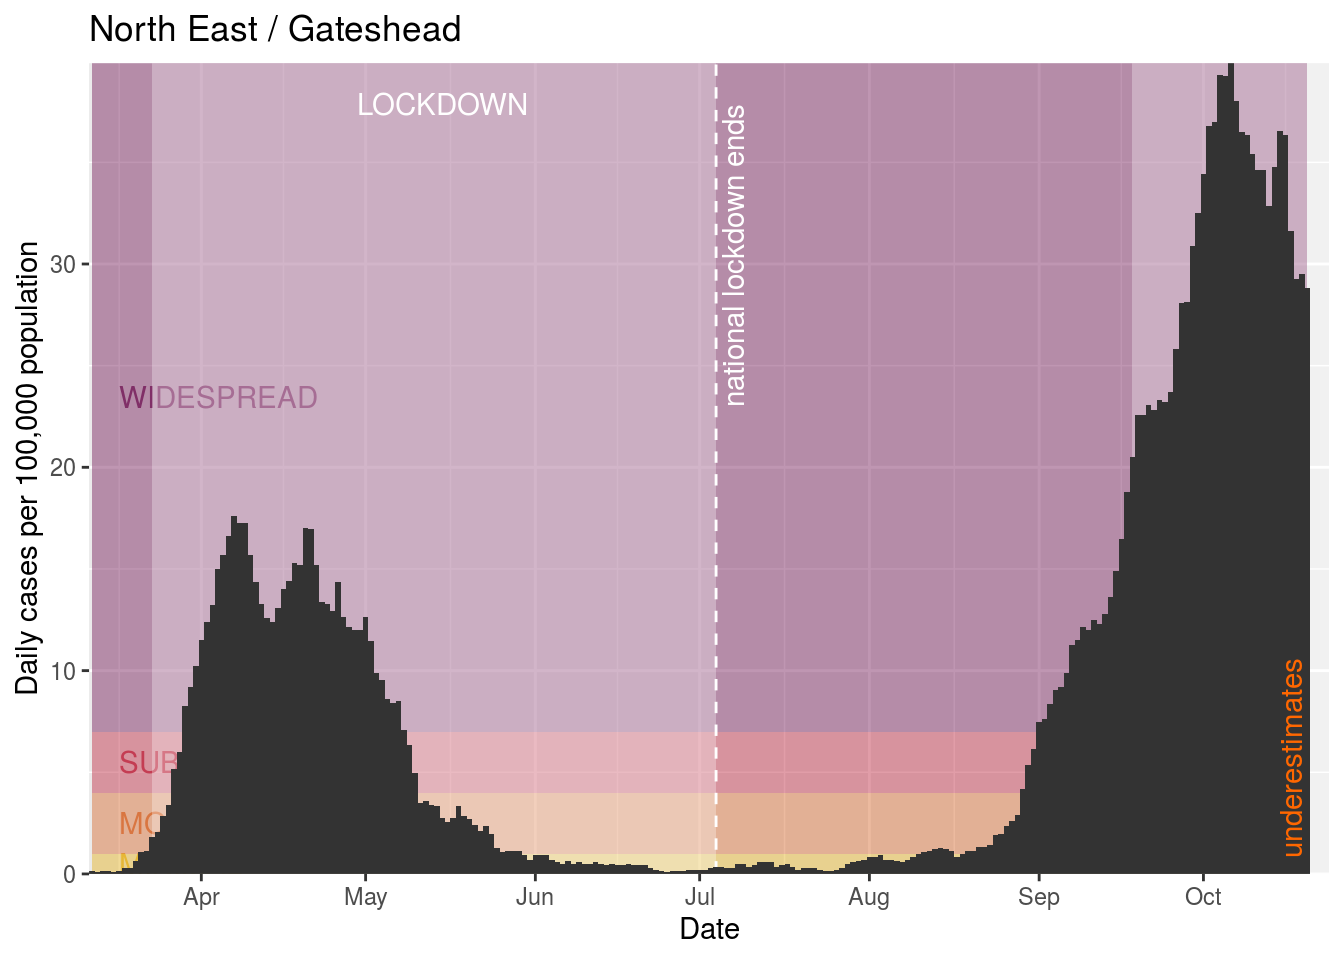 North East / Gateshead
LOCKDOWN
national lockdown ends
WIDESPREAD
SUB
MO
underestimates
Daily cases per 100,000 population
30
20
10
0
Apr May Jun Jul Aug Sep Oct
Date